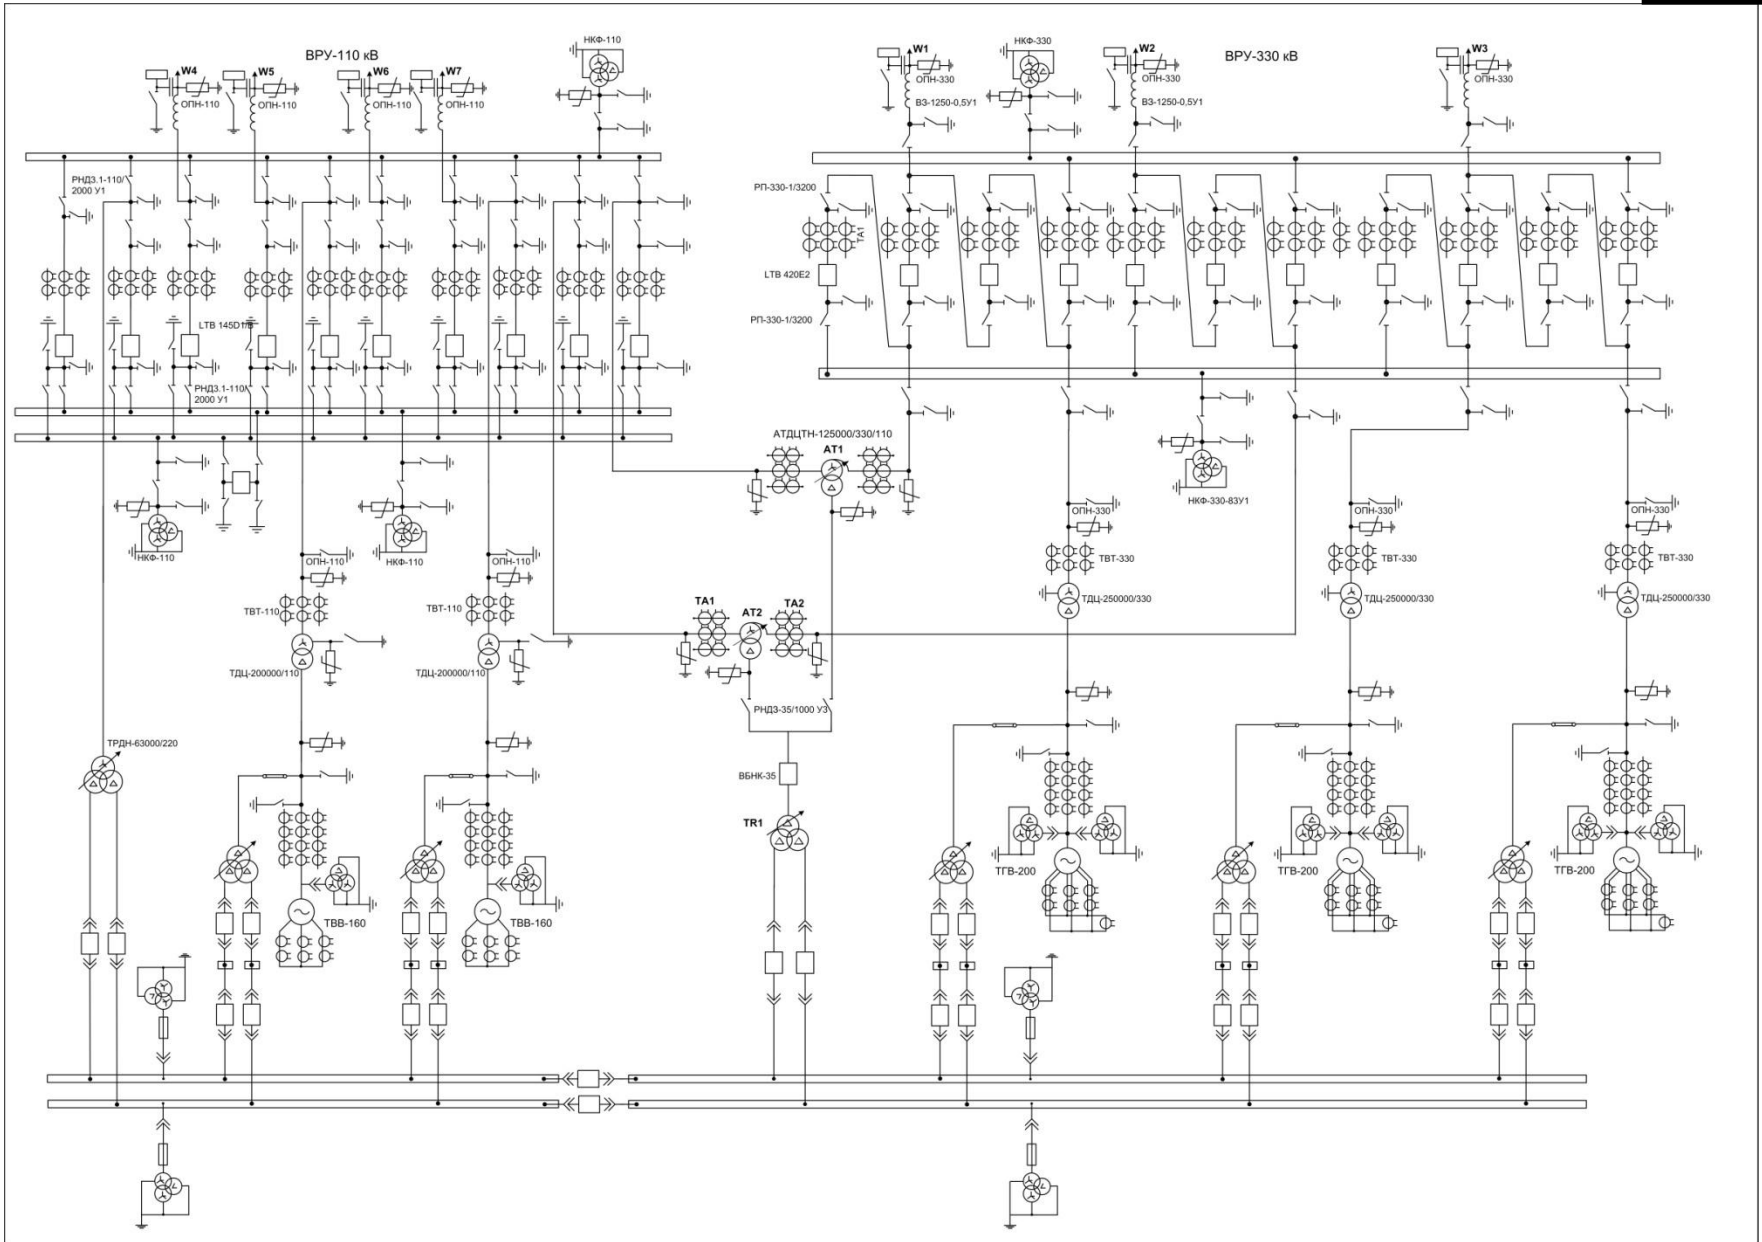 ВРУ-110 кВ
НКФ-110
W4
W5
W6
W7
ОПН-110
ОПН-110
ОПН-110
ОПН-110
W1
НКФ-330
W2
ВРУ-330 кВ
W3
ОПН-330
ОПН-330
ОПН-330
ВЗ-1250-0,5У1
ВЗ-1250-0,5У1
РНДЗ.1-110/
2000 У1
РП-330-1/3200
ТА1
LTB 420E2
РП-330-1/3200
LTB 145D1/B
РНДЗ.1-110/
2000 У1
АТДЦТН-125000/330/110
АТ1
НКФ-330-83У1
НКФ-110
НКФ-110
ОПН-110
ОПН-110
ОПН-330
ОПН-330
ОПН-330
ТВТ-330
ТВТ-330
ТВТ-330
ТВТ-110
ТВТ-110
ТА1
АТ2
ТА2
ТДЦ-250000/330
ТДЦ-250000/330
ТДЦ-250000/330
ТДЦ-200000/110
ТДЦ-200000/110
РНДЗ-35/1000 УЗ
ТРДН-63000/220
ВБНК-35
TR1
ТГВ-200
ТГВ-200
ТГВ-200
ТВВ-160
ТВВ-160